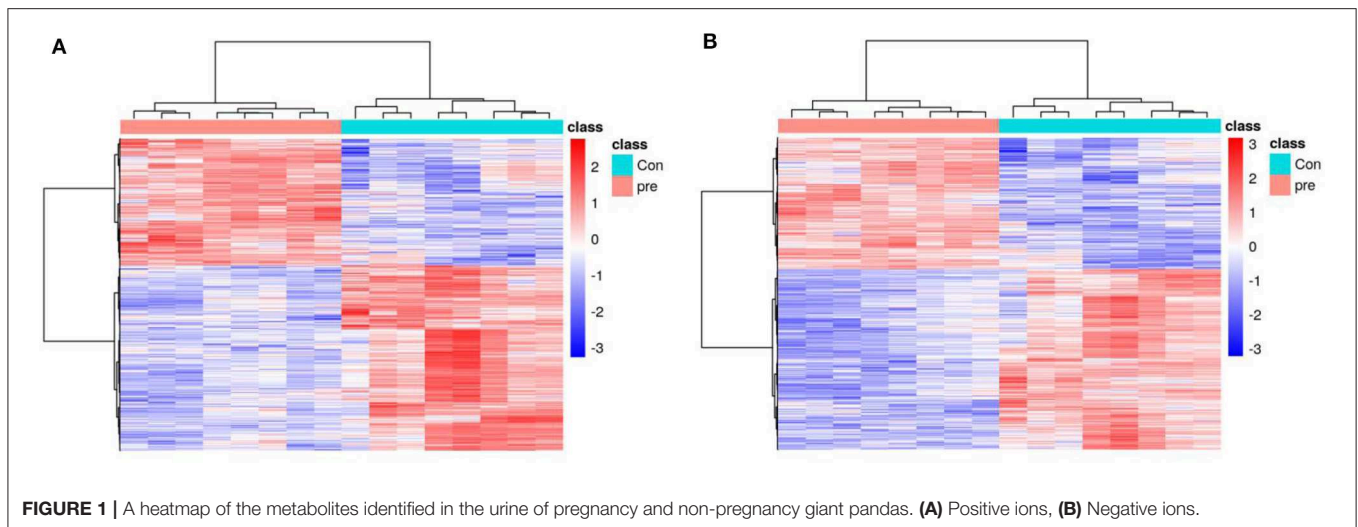 A
class
2
1
0
-1
-2
-3
class
Con
pre
B
class
3
2
1
0
-1
-2
-3
class
Con
pre
FIGURE 1 | A heatmap of the metabolites identified in the urine of pregnancy and non-pregnancy giant pandas. (A) Positive ions, (B) Negative ions.